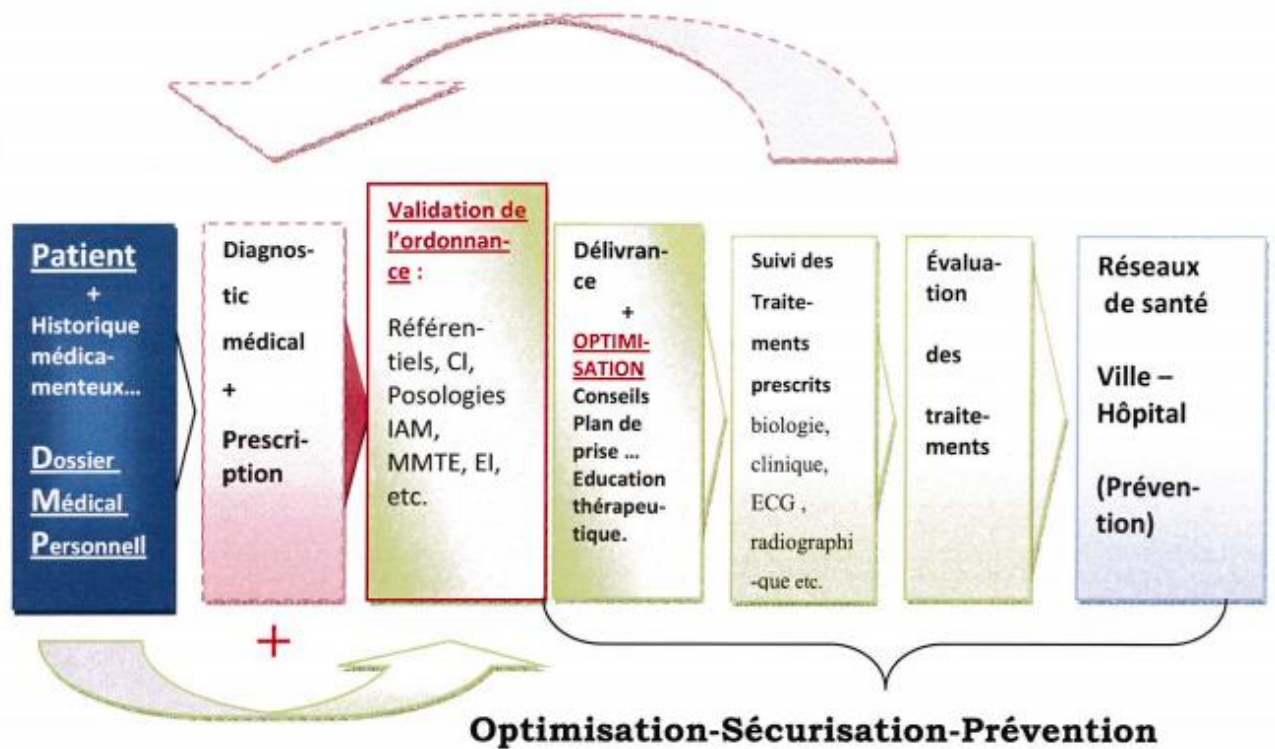 Patient
+
Historique
médica-
menteux...
Dossier
Médical
Personnell
Diagnos-
tic
médical
+
Prescri-
ption
Validation de
l'ordonnan-
ce :
Référen-
tiels, CI,
Posologies
IAM,
MMTE, EI,
etc.
Délivran-
ce
+
OPTIMI-
SATION
Conseils
Plan de
prise ...
Education
thérapeu-
tique.
Suivi des
Traite-
ments
prescrits
biologie,
clinique,
ECG ,
radiographi
-que etc.
Évalua-
tion
des
traite-
ments
Réseaux
de santé
Ville –
Hôpital
(Préven-
tion)
+
Optimisation-Sécurisation-Prévention